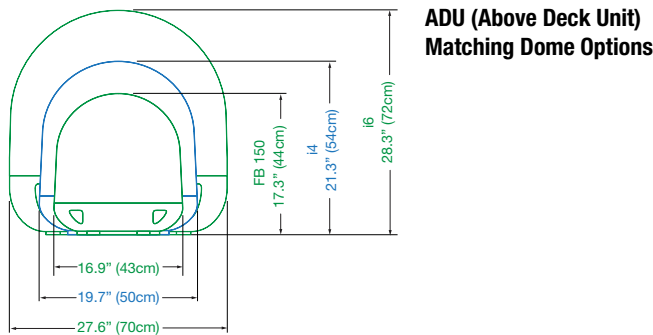 ADU (Above Deck Unit)
Matching Dome Options
FB 150
17.3" (44cm)
i4
21.3" (54cm)
i6
28.3" (72cm)
16.9" (43cm)
19.7" (50cm)
27.6" (70cm)